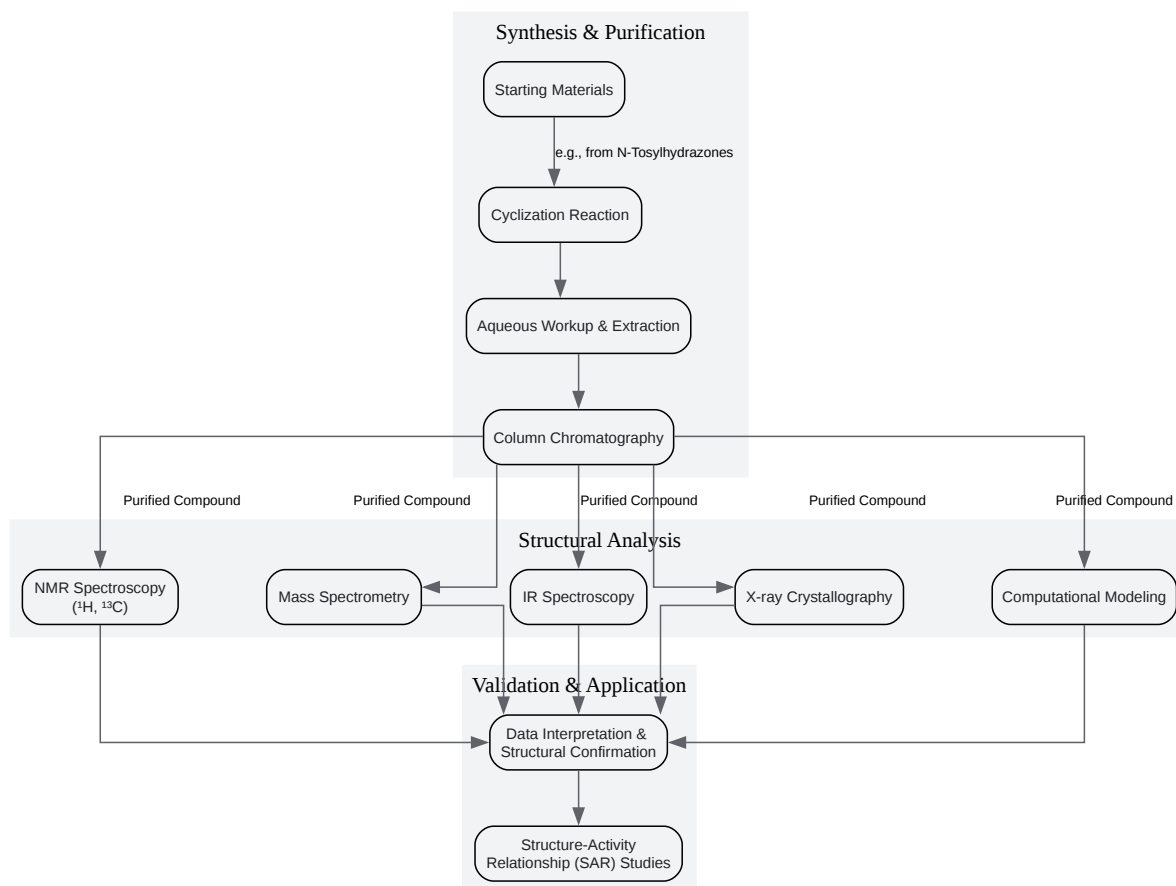 Synthesis & Purification
Starting Materials
e.g., from N-Tosylhydrazones
Cyclization Reaction
Aqueous Workup & Extraction
Column Chromatography
Purified Compound
Purified Compound
Purified Compound
Purified Compound
Purified Compound
Structural Analysis
NMR Spectroscopy
(¹H, ¹³C)
Mass Spectrometry
IR Spectroscopy
X-ray Crystallography
Computational Modeling
Validation & Application
Data Interpretation &
Structural Confirmation
Structure-Activity
Relationship (SAR) Studies